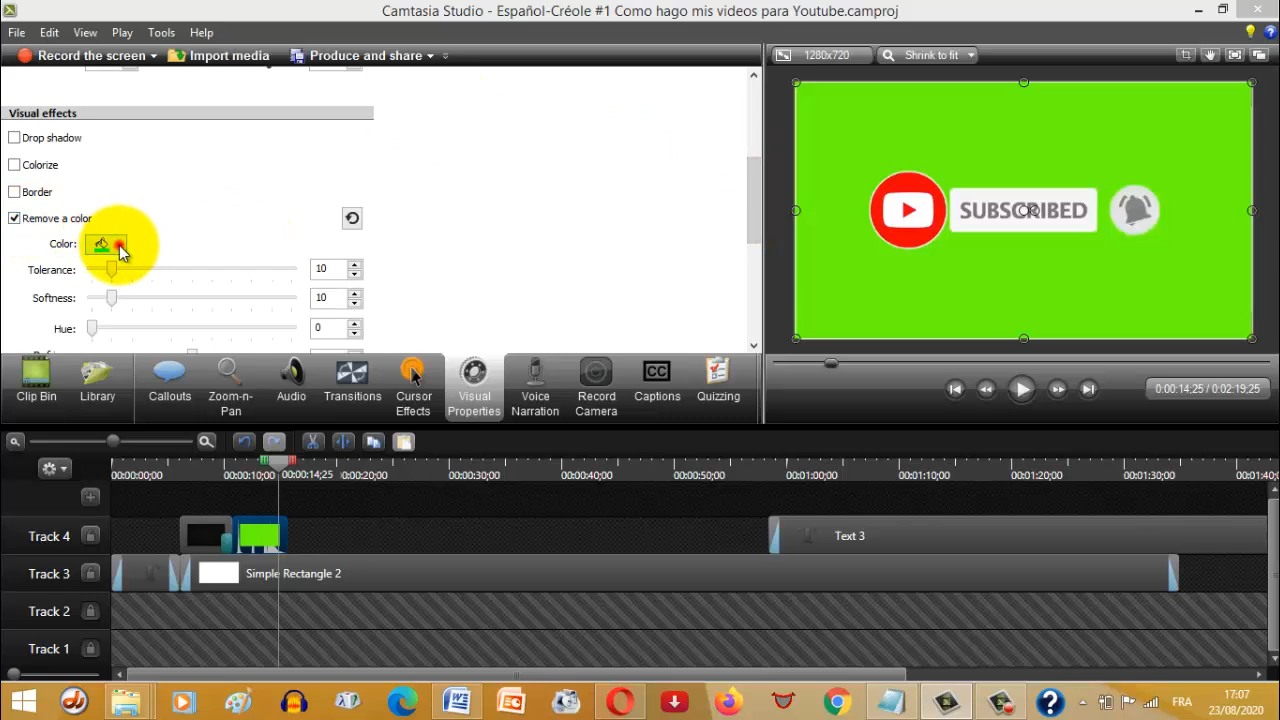 Camtasia Studio - Español-Créole #1 Como hago mis videos para Youtube.camproj
File Edit View Play Tools Help
Record the screen Import media Produce and share
1280x720 Shrink to fit
Visual effects
Drop shadow
Colorize
Border
Remove a color
Color:
Tolerance: 10
Softness: 10
Hue: 0
SUBSCRIBED
Clip Bin
Library
Callouts
Zoom-n-Pan
Audio
Transitions
Cursor Effects
Visual Properties
Voice Narration
Record Camera
Captions
Quizzing
0:00:14,25 / 0:02:19,25
00:00:00;00 00:00:10;00 00:00:14;25 00:00:20;00 00:00:30;00 00:00:40;00 00:00:50;00 00:01:00;00 00:01:10;00 00:01:20;00 00:01:30;00
Track 4 Text 3
Track 3 Simple Rectangle 2
Track 2
Track 1
FRA
17:07
23/08/2020